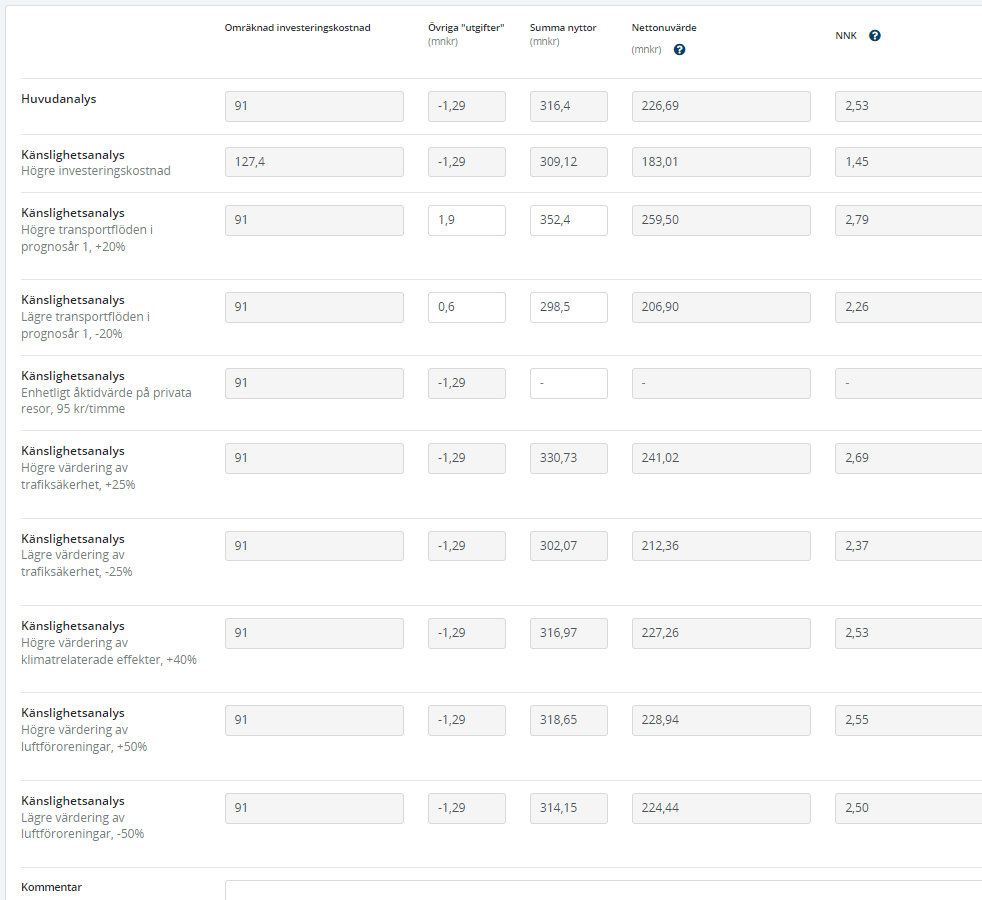 Omräknad investeringskostnad Övriga "utgifter" Summa nyttor Nettonuvärde NNK ?
(mnkr) (mnkr) (mnkr) ?
Huvudanalys 91 -1,29 316,4 226,69 2,53
Känslighetsanalys 127,4 -1,29 309,12 183,01 1,45
Högre investeringskostnad
Känslighetsanalys 91 1,9 352,4 259,50 2,79
Högre transportflöden i
prognosår 1, +20%
Känslighetsanalys 91 0,6 298,5 206,90 2,26
Lägre transportflöden i
prognosår 1, -20%
Känslighetsanalys 91 -1,29 - - -
Enhetligt åktidvärde på privata
resor, 95 kr/timme
Känslighetsanalys 91 -1,29 330,73 241,02 2,69
Högre värdering av
trafiksäkerhet, +25%
Känslighetsanalys 91 -1,29 302,07 212,36 2,37
Lägre värdering av
trafiksäkerhet, -25%
Känslighetsanalys 91 -1,29 316,97 227,26 2,53
Högre värdering av
klimatrelaterade effekter, +40%
Känslighetsanalys 91 -1,29 318,65 228,94 2,55
Högre värdering av
luftföroreningar, +50%
Känslighetsanalys 91 -1,29 314,15 224,44 2,50
Lägre värdering av
luftföroreningar, -50%
Kommentar